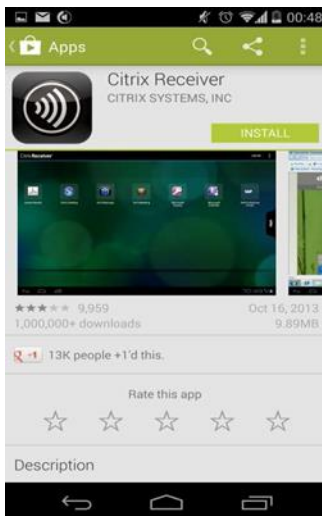 00:48
Apps
Citrix Receiver
CITRIX SYSTEMS, INC
INSTALL
9,959
Oct 16, 2013
1,000,000+ downloads
9.89MB
13K people +1'd this.
Rate this app
Description